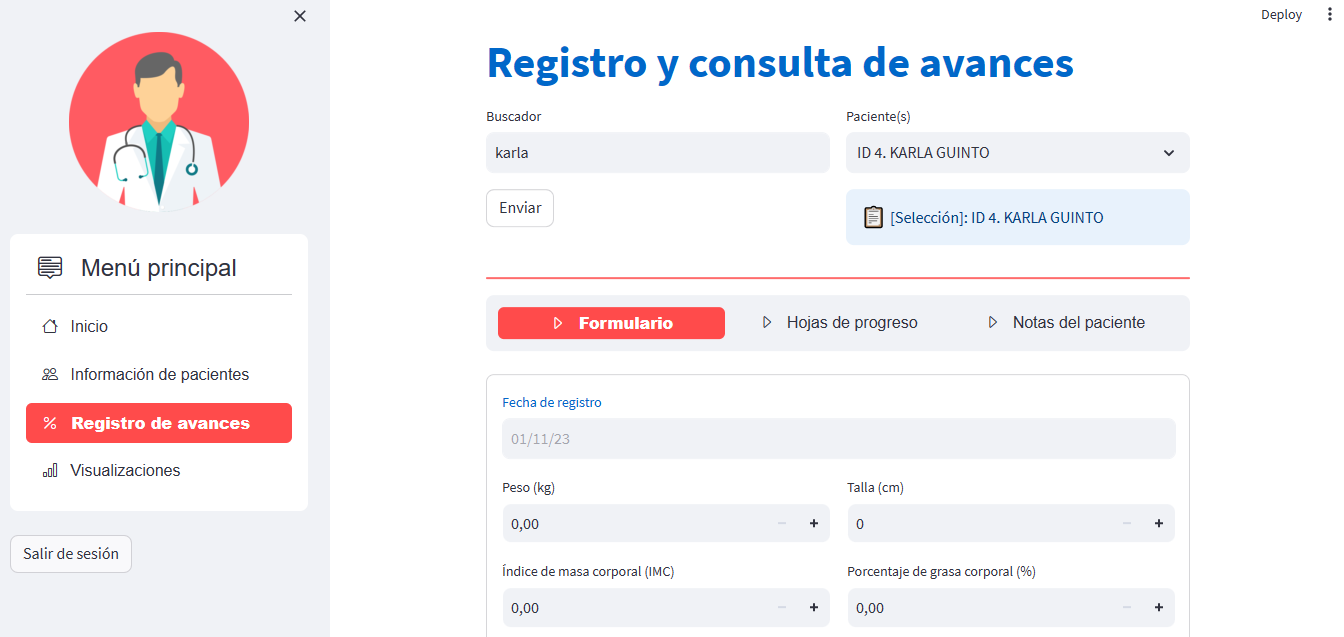 Deploy
Menú principal
Inicio
Información de pacientes
Registro de avances
Visualizaciones
Salir de sesión
Registro y consulta de avances
Buscador
Paciente(s)
karla
ID 4. KARLA GUINTO
Enviar
[Selección]: ID 4. KARLA GUINTO
Formulario
Hojas de progreso
Notas del paciente
Fecha de registro
01/11/23
Peso (kg)
Talla (cm)
0,00
0
Índice de masa corporal (IMC)
Porcentaje de grasa corporal (%)
0,00
0,00